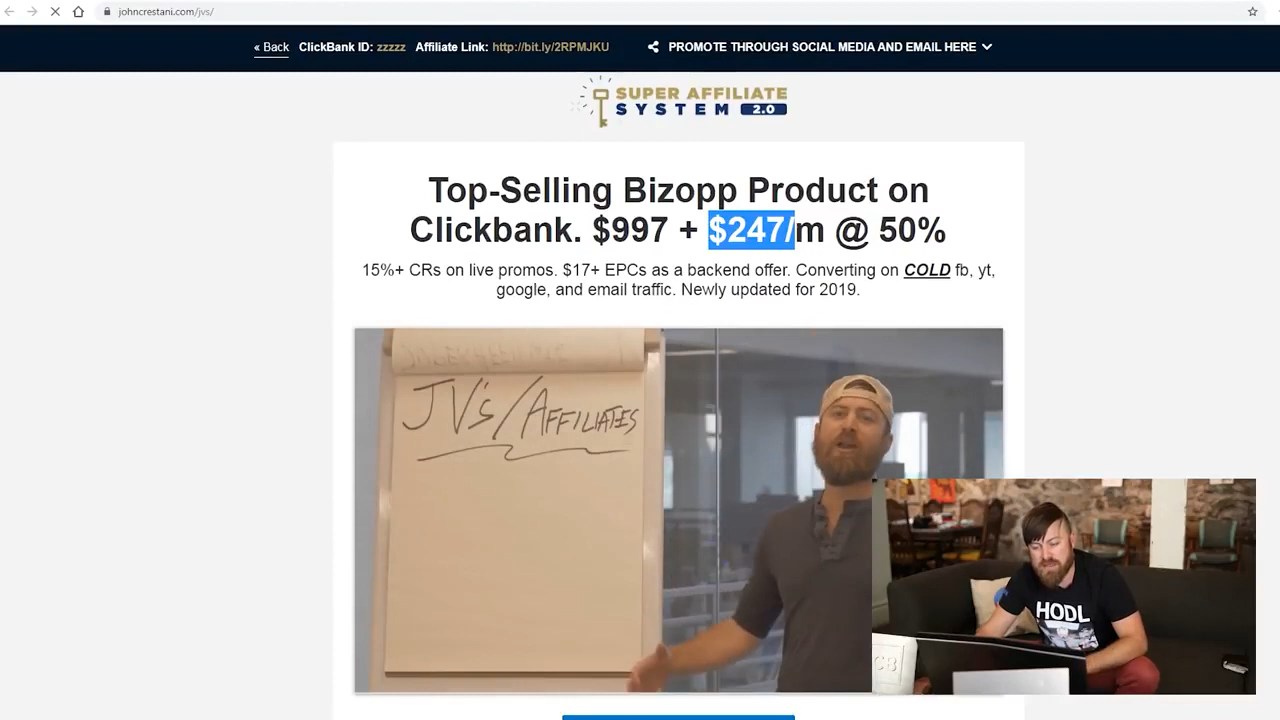 johncrestani.com/jvs/
« Back ClickBank ID: zzzzz Affiliate Link: http://bit.ly/2RPMJKU PROMOTE THROUGH SOCIAL MEDIA AND EMAIL HERE
SUPER AFFILIATE
SYSTEM 2.0
Top-Selling Bizopp Product on
Clickbank. $997 + $247/m @ 50%
15%+ CRs on live promos. $17+ EPCs as a backend offer. Converting on COLD fb, yt,
google, and email traffic. Newly updated for 2019.
JV's/AFFILIATES
HODL